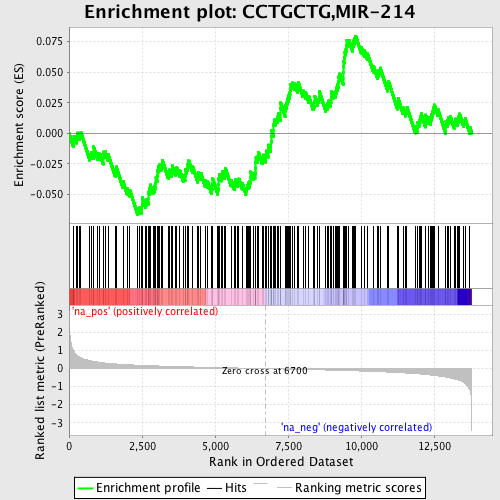 Enrichment plot: CCTGCTG,MIR-214
Enrichment score (ES)
0.075
0.050
0.025
0.000
-0.025
-0.050
'na_pos' (positively correlated)
Ranked list metric (PreRanked)
3
2
1
0
-1
-2
-3
Zero cross at 6700
'na_neg' (negatively correlated)
0
2,500
5,000
7,500
10,000
12,500
Rank in Ordered Dataset
Enrichment profile
Hits
Ranking metric scores